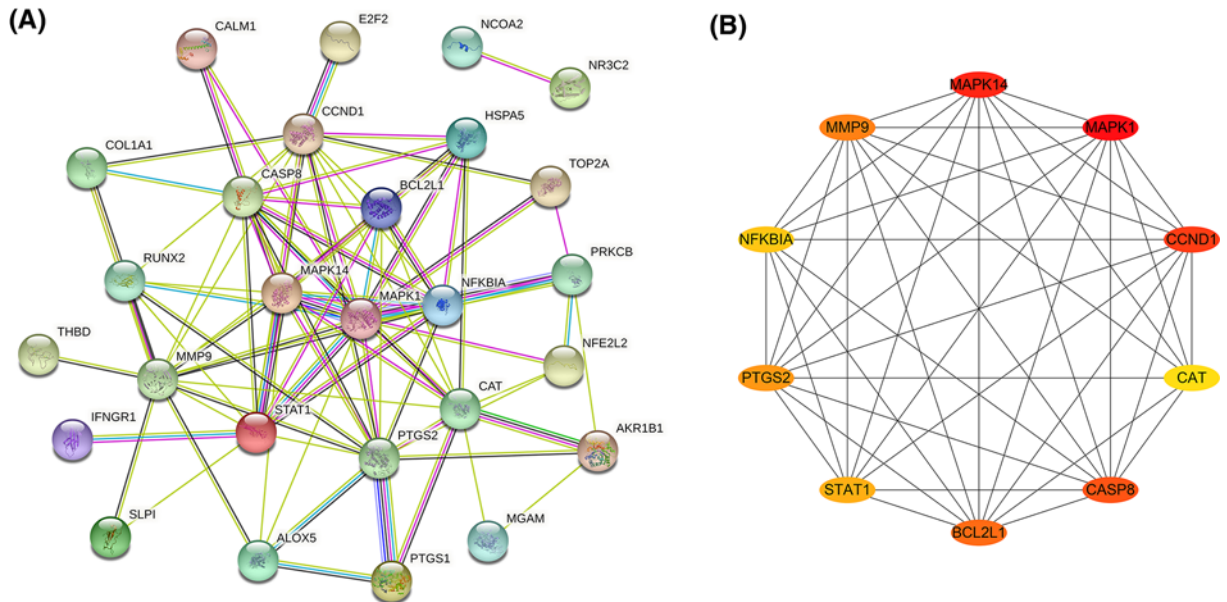 (A)
CALM1
E2F2
NCOA2
NR3C2
CCND1
HSPA5
COL1A1
TOP2A
CASP8
BCL2L1
PRKCB
RUNX2
MAPK14
NFKBIA
MAPK1
THBD
NFE2L2
MMP9
CAT
STAT1
IFNGR1
AKR1B1
PTGS2
SLPI
MGAM
ALOX5
PTGS1
(B)
MAPK14
MMP9
MAPK1
NFKBIA
CCND1
PTGS2
CAT
STAT1
CASP8
BCL2L1